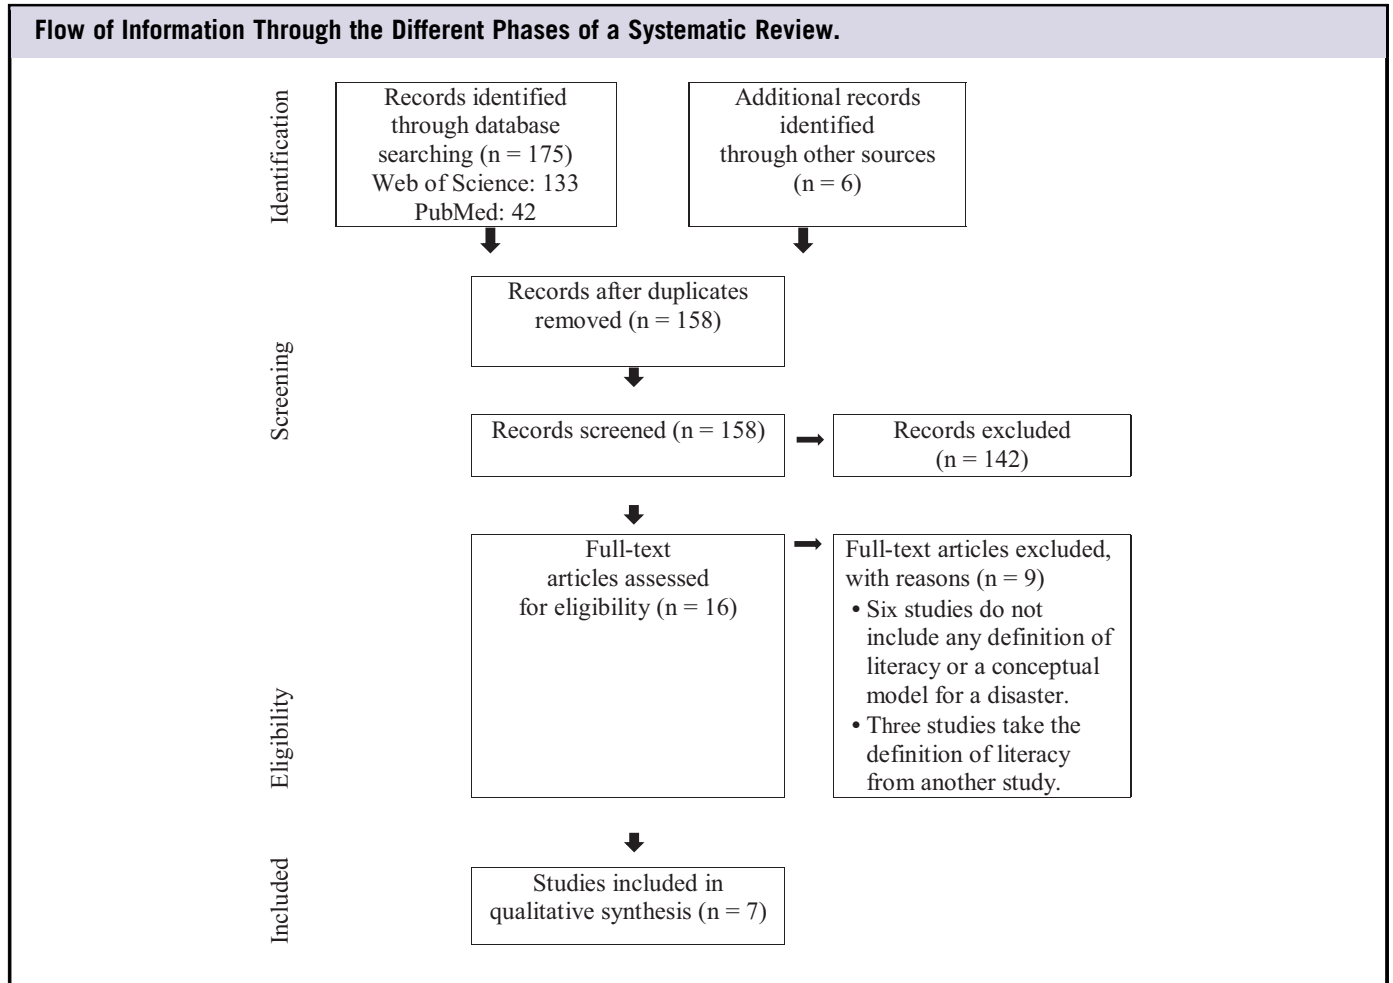 Flow of Information Through the Different Phases of a Systematic Review.
Identification
Records identified
through database
searching (n = 175)
Web of Science: 133
PubMed: 42
Additional records
identified
through other sources
(n = 6)
Screening
Records after duplicates
removed (n = 158)
Records screened (n = 158)
Records excluded
(n = 142)
Eligibility
Full-text
articles assessed
for eligibility (n = 16)
Full-text articles excluded,
with reasons (n = 9)
• Six studies do not
include any definition of
literacy or a conceptual
model for a disaster.
• Three studies take the
definition of literacy
from another study.
Included
Studies included in
qualitative synthesis (n = 7)